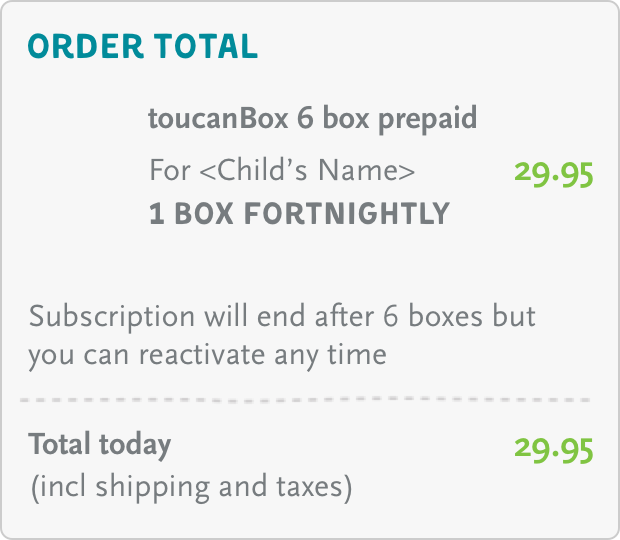 ORDER TOTAL
toucanBox 6 box prepaid
For <Child’s Name> 29.95
1 BOX FORTNIGHTLY
Subscription will end after 6 boxes but
you can reactivate any time
Total today 29.95
(incl shipping and taxes)